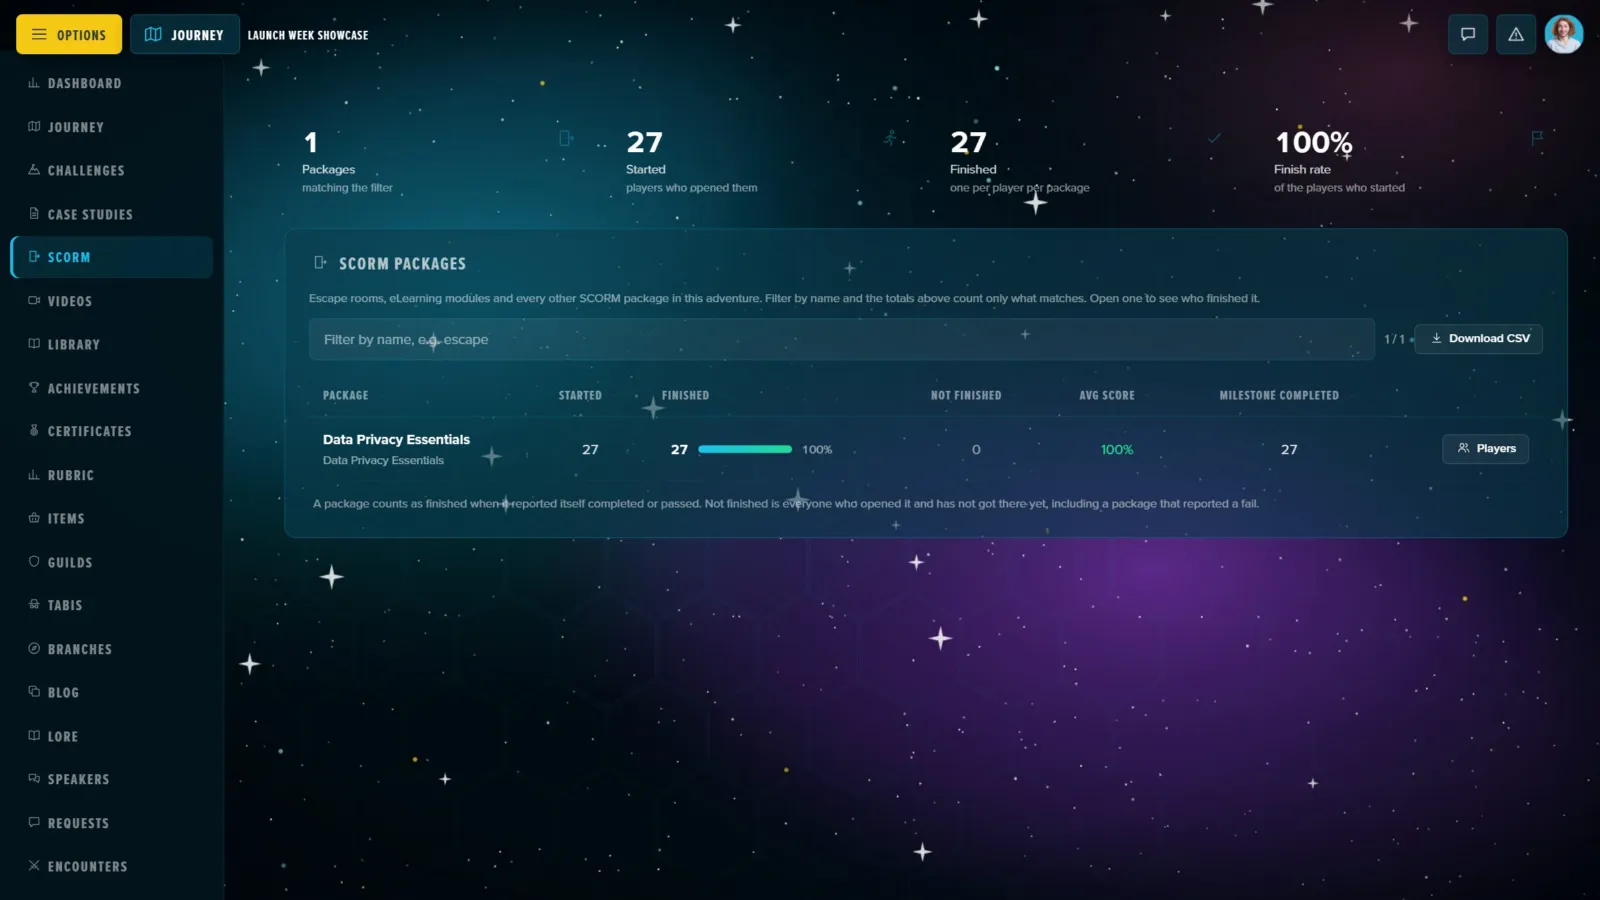 OPTIONS
JOURNEY
LAUNCH WEEK SHOWCASE
DASHBOARD
JOURNEY
CHALLENGES
CASE STUDIES
SCORM
VIDEOS
LIBRARY
ACHIEVEMENTS
CERTIFICATES
RUBRIC
ITEMS
GUILDS
TABIS
BRANCHES
BLOG
LORE
SPEAKERS
REQUESTS
ENCOUNTERS
1
Packages
matching the filter
27
Started
players who opened them
27
Finished
one per player per package
100%
Finish rate
of the players who started
SCORM PACKAGES
Escape rooms, eLearning modules and every other SCORM package in this adventure. Filter by name and the totals above count only what matches. Open one to see who finished it.
Filter by name, e.g. escape
1 / 1
Download CSV
PACKAGE STARTED FINISHED NOT FINISHED AVG SCORE MILESTONE COMPLETED
Data Privacy Essentials
Data Privacy Essentials
27 27 100% 0 100% 27 Players
A package counts as finished when it reported itself completed or passed. Not finished is everyone who opened it and has not got there yet, including a package that reported a fail.